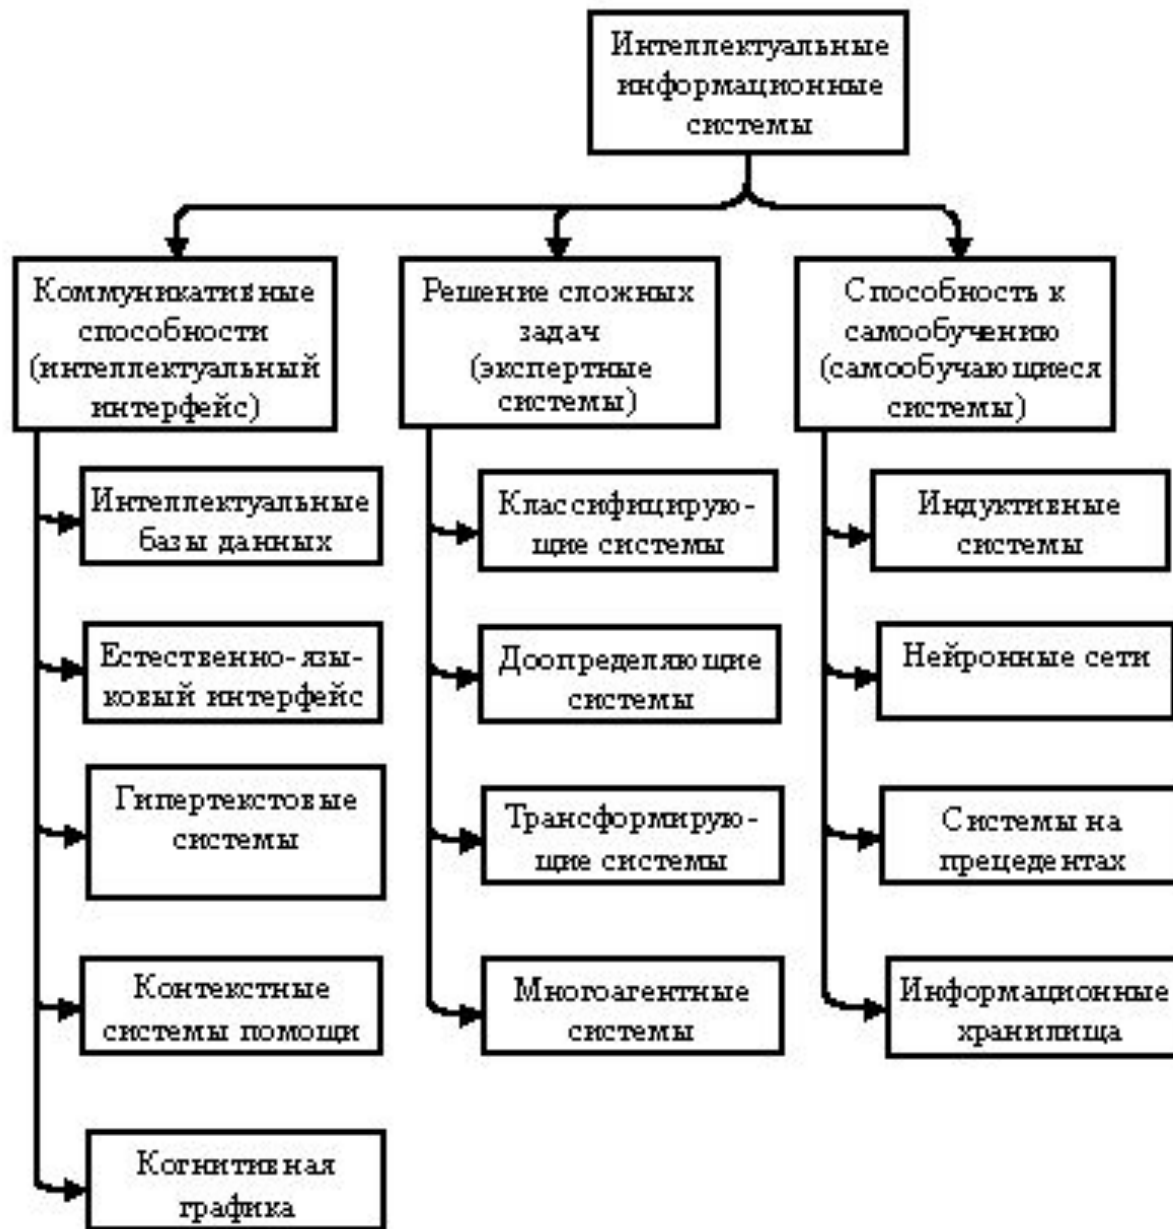 Интеллектуальные
информационные
системы
Коммуникативные
способности
(интеллектуальный
интерфейс)
Интеллектуальные
базы данных
Естественно-язы-
ковый интерфейс
Гипертекстовые
системы
Контекстные
системы помощи
Когнитивная
графика
Решение сложных
задач
(экспертные
системы)
Классифицирую-
щие системы
Доопределяющие
системы
Трансформирую-
щие системы
Многоагентные
системы
Способность к
самообучению
(самообучающиеся
системы)
Индуктивные
системы
Нейронные сети
Системы на
прецедентах
Информационные
хранилища